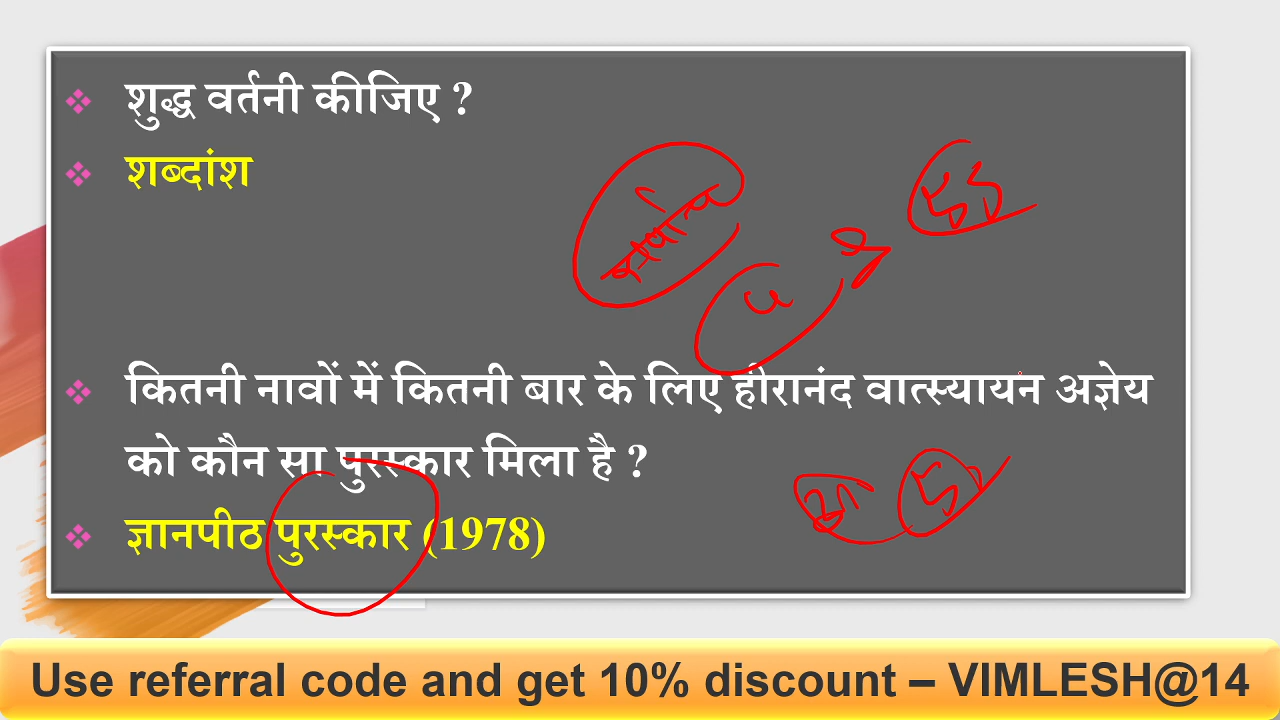 शुद्ध वर्तनी कीजिए ?
शब्दांश
कितनी नावों में कितनी बार के लिए हीरानंद वात्स्यायन अज्ञेय
को कौन सा पुरस्कार मिला है ?
ज्ञानपीठ पुरस्कार (1978)
Use referral code and get 10% discount – VIMLESH@14